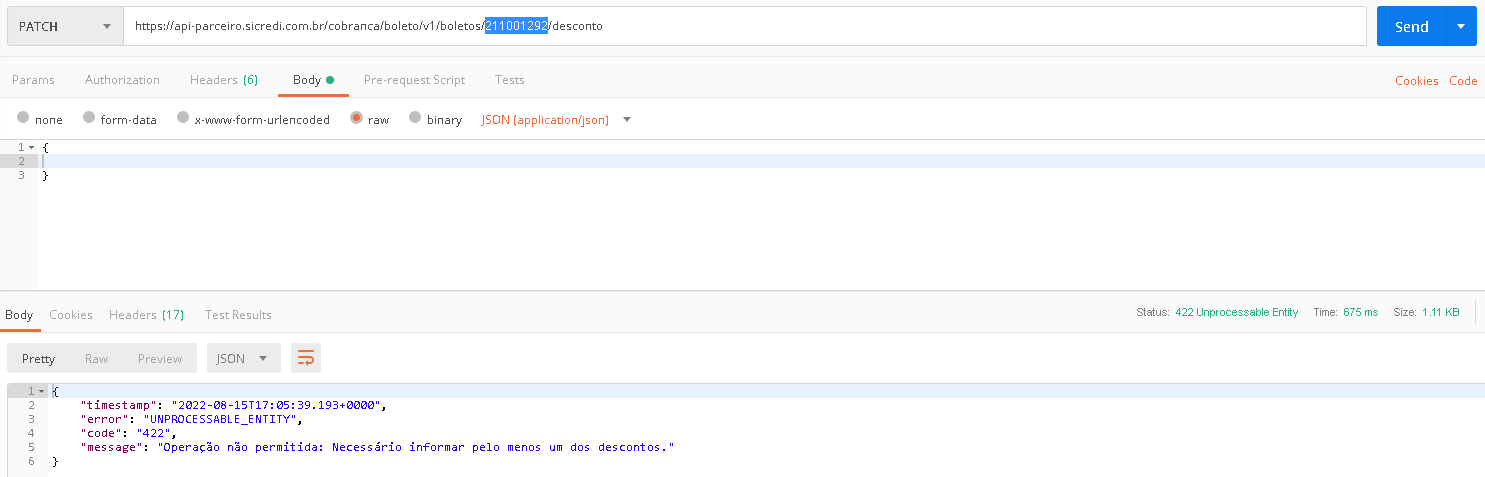 PATCH https://api-parceiro.sicredi.com.br/cobranca/boleto/v1/boletos/211001292/desconto Send
Params Authorization Headers (6) Body Pre-request Script Tests Cookies Code
none form-data x-www-form-urlencoded raw binary JSON (application/json)
1 {
2
3 }
Body Cookies Headers (17) Test Results Status: 422 Unprocessable Entity Time: 675 ms Size: 1.11 KB
Pretty Raw Preview JSON
1 {
2 "timestamp": "2022-08-15T17:05:39.193+0000",
3 "error": "UNPROCESSABLE_ENTITY",
4 "code": "422",
5 "message": "Operação não permitida: Necessário informar pelo menos um dos descontos."
6 }